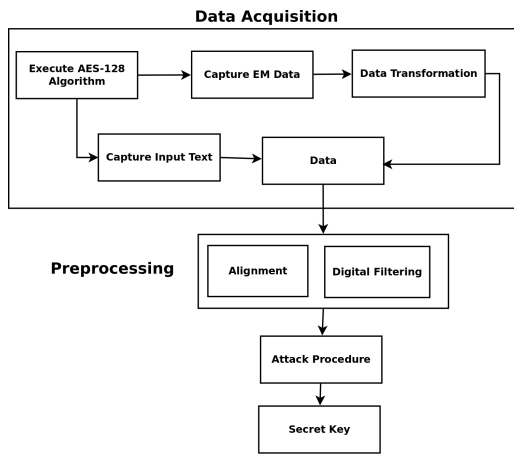 Data Acquisition
Execute AES-128
Algorithm
Capture EM Data
Data Transformation
Capture Input Text
Data
Preprocessing
Alignment
Digital Filtering
Attack Procedure
Secret Key